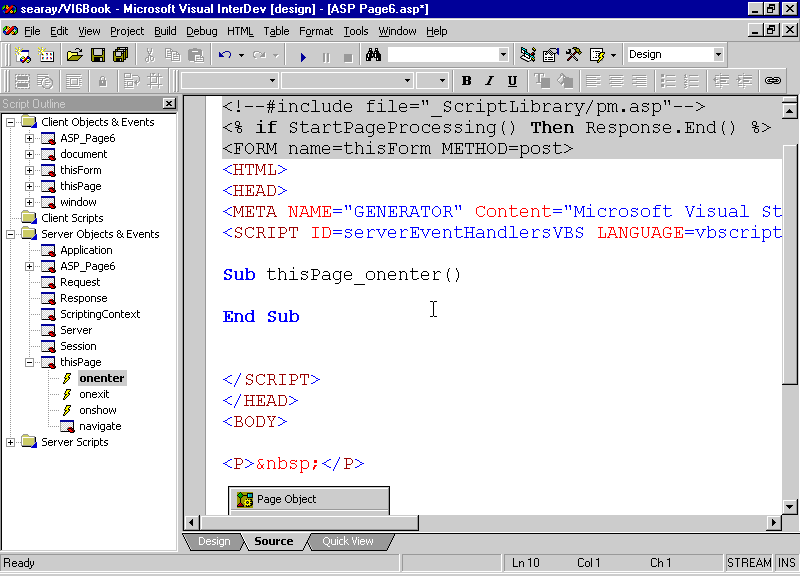 searay/VI6Book - Microsoft Visual InterDev [design] - [ASP Page6.asp*]
File Edit View Project Build Debug HTML Table Format Tools Window Help
Design
B I U
Script Outline
Client Objects & Events
ASP_Page6
document
thisForm
thisPage
window
Client Scripts
Server Objects & Events
Application
ASP_Page6
Request
Response
ScriptingContext
Server
Session
thisPage
onenter
onexit
onshow
navigate
Server Scripts
<!--#include file="_ScriptLibrary/pm.asp"-->
<% if StartPageProcessing() Then Response.End() %>
<FORM name=thisForm METHOD=post>
<HTML>
<HEAD>
<META NAME="GENERATOR" Content="Microsoft Visual St
<SCRIPT ID=serverEventHandlersVBS LANGUAGE=vbscript
Sub thisPage_onenter()
End Sub
</SCRIPT>
</HEAD>
<BODY>
<P>&nbsp;</P>
Page Object
Design Source Quick View
Ready Ln 10 Col 1 Ch 1 STREAM INS